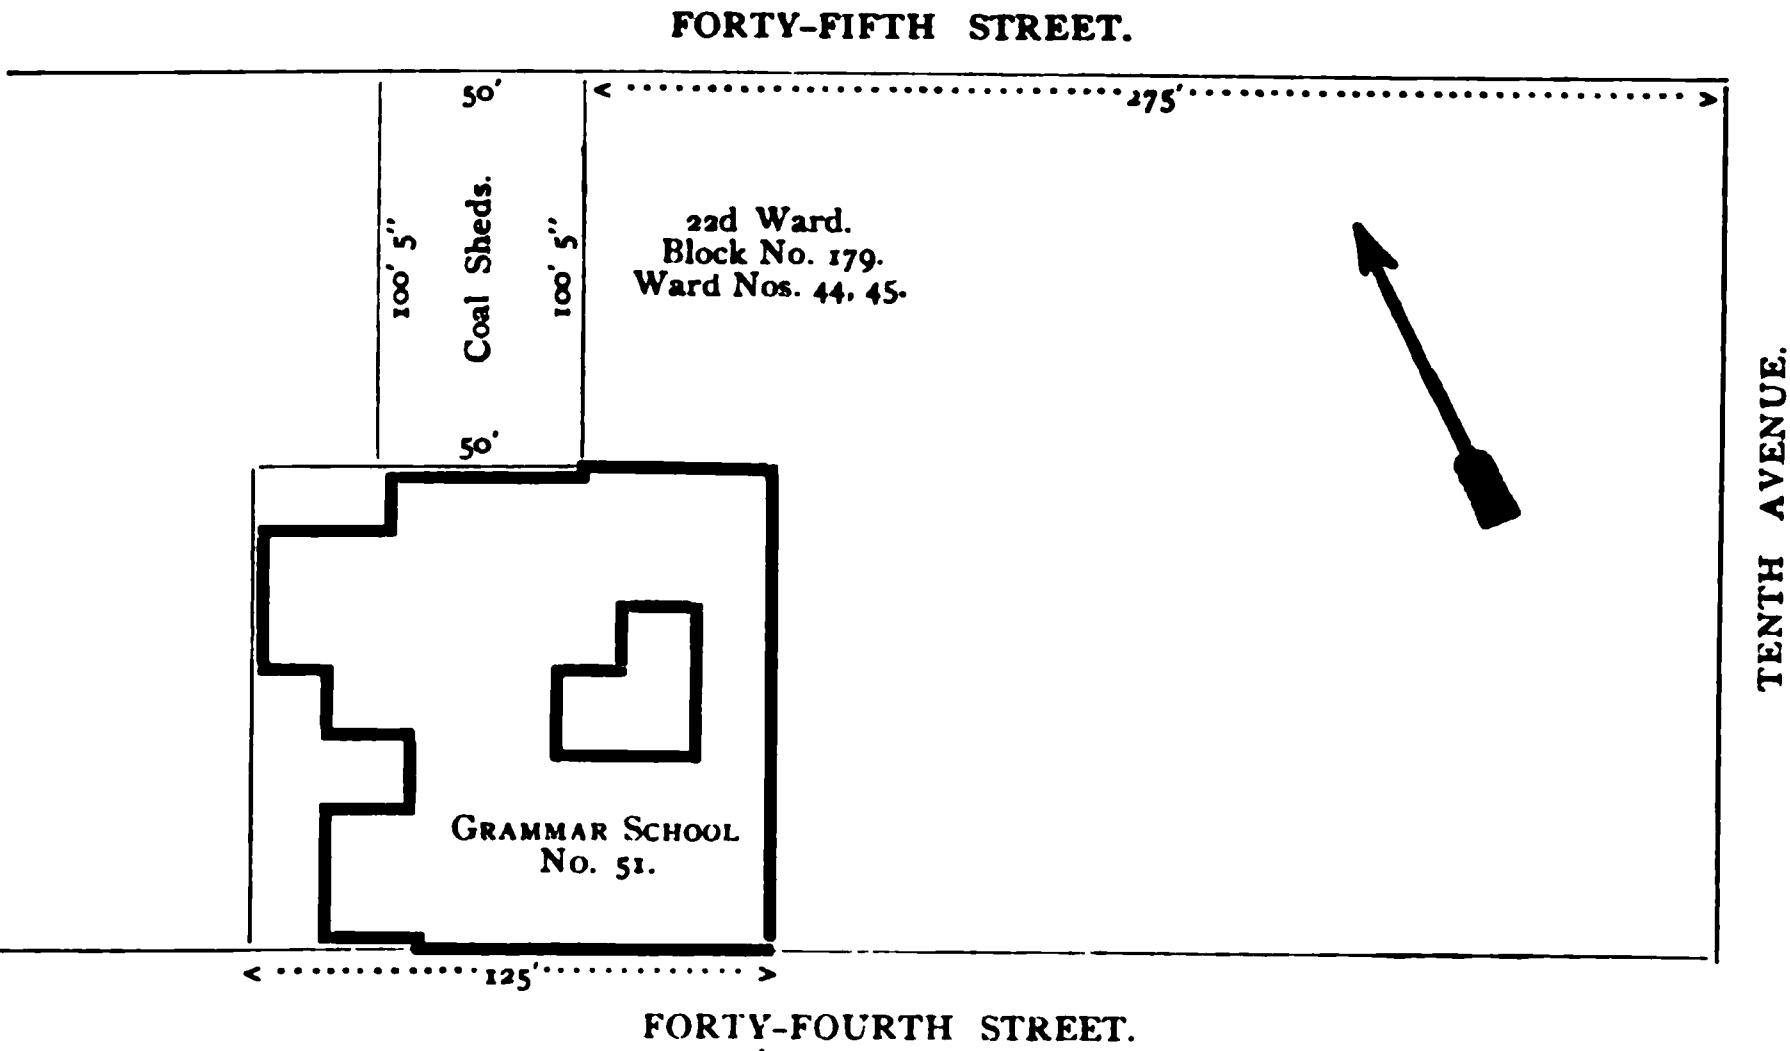 FORTY-FIFTH STREET.
50'
275'
100' 5"
Coal Sheds.
100' 5"
22d Ward.
Block No. 179.
Ward Nos. 44, 45.
50'
TENTH AVENUE.
GRAMMAR SCHOOL
No. 51.
125'
FORTY-FOURTH STREET.